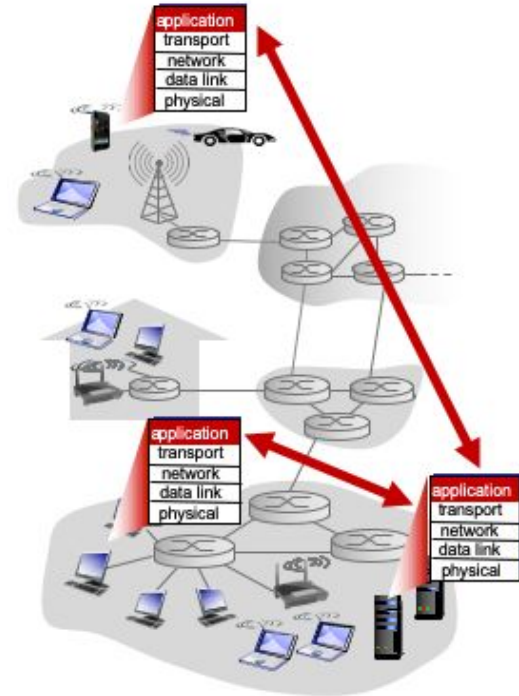 application
transport
network
data link
physical
application
transport
network
data link
physical
application
transport
network
data link
physical